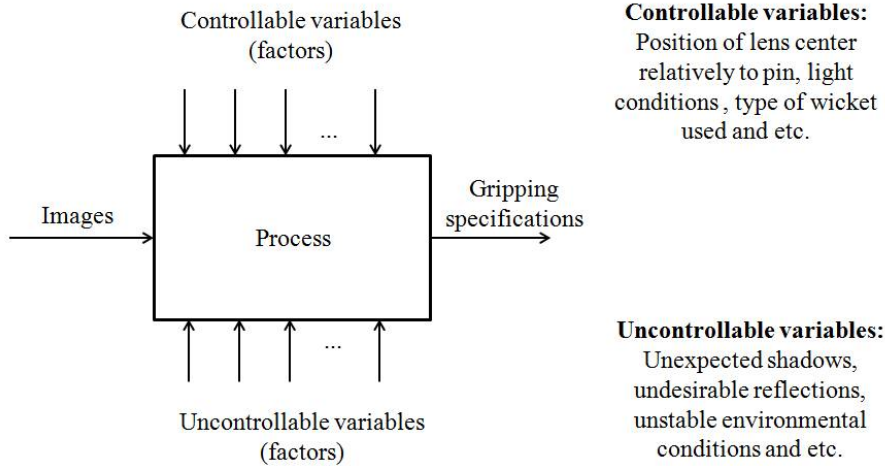 Controllable variables
(factors)
...
Images
Process
Gripping
specifications
...
Uncontrollable variables
(factors)
Controllable variables:
Position of lens center
relatively to pin, light
conditions , type of wicket
used and etc.
Uncontrollable variables:
Unexpected shadows,
undesirable reflections,
unstable environmental
conditions and etc.